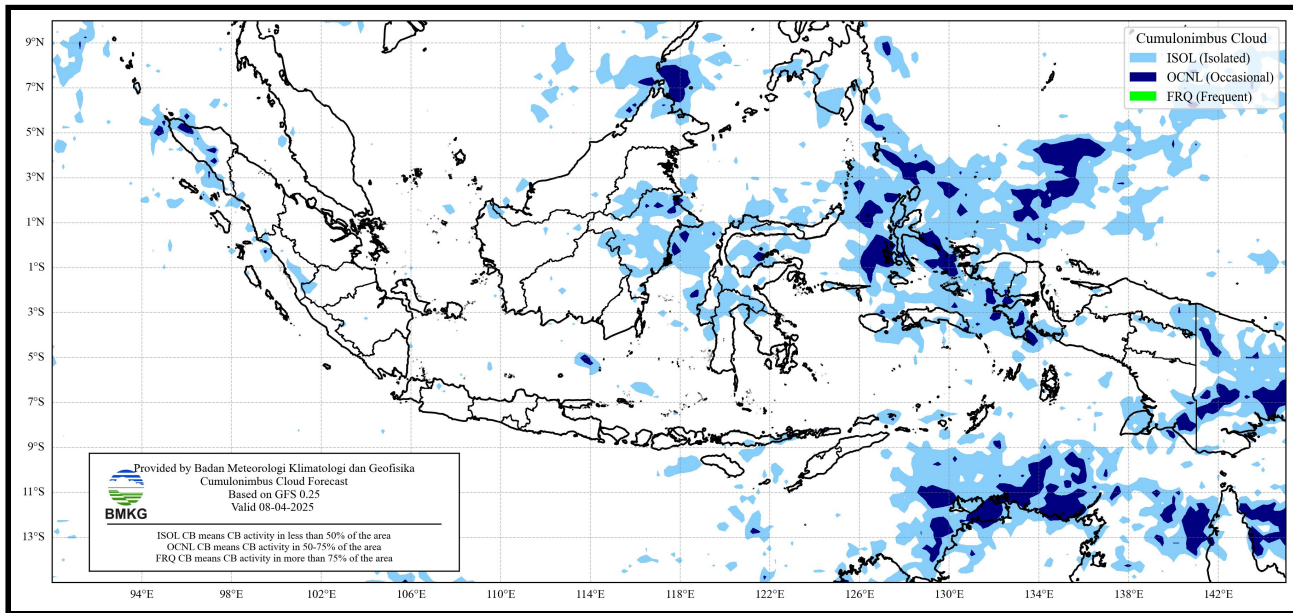 Cumulonimbus Cloud
ISOL (Isolated)
OCNL (Occasional)
FRQ (Frequent)
9°N
7°N
5°N
3°N
1°N
1°S
3°S
5°S
7°S
9°S
11°S
13°S
Provided by Badan Meteorologi Klimatologi dan Geofisika
Cumulonimbus Cloud Forecast
Based on GFS 0.25
Valid 08-04-2025
BMKG
ISOL CB means CB activity in less than 50% of the area
OCNL CB means CB activity in 50-75% of the area
FRQ CB means CB activity in more than 75% of the area
94°E 98°E 102°E 106°E 110°E 114°E 118°E 122°E 126°E 130°E 134°E 138°E 142°E